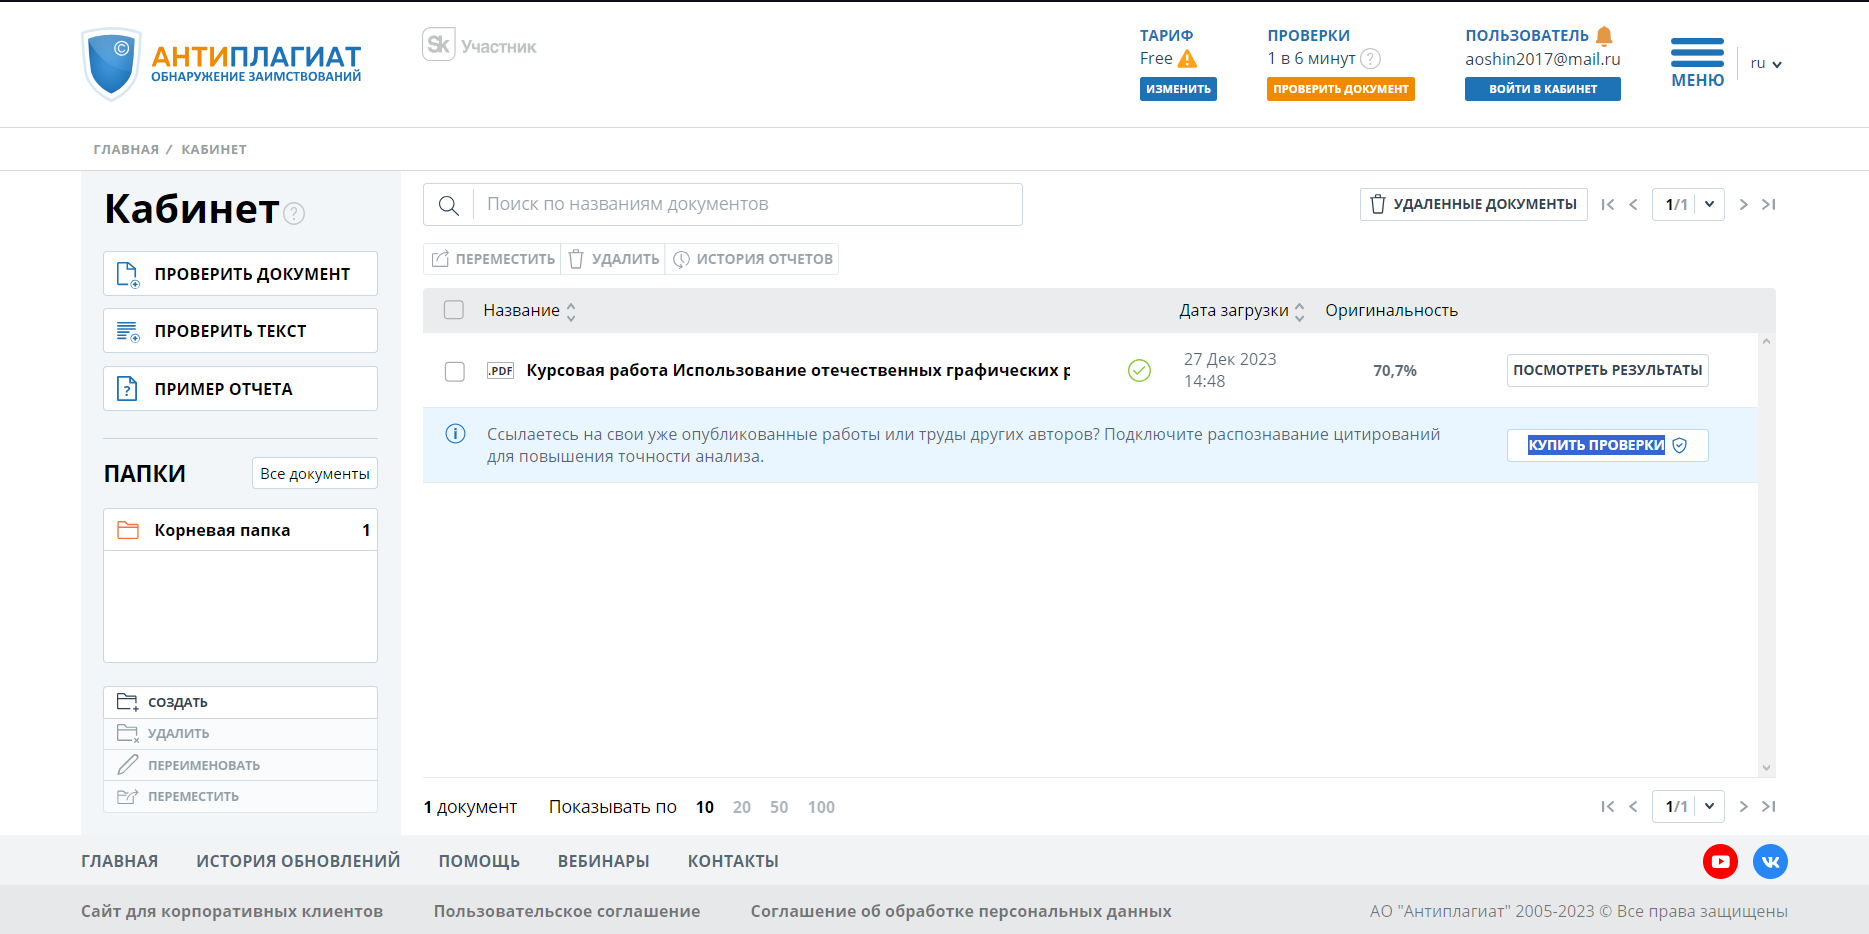 АНТИПЛАГИАТ
ОБНАРУЖЕНИЕ ЗАИМСТВОВАНИЙ
Sk Участник
ТАРИФ
Free
ИЗМЕНИТЬ
ПРОВЕРКИ
1 в 6 минут ?
ПРОВЕРИТЬ ДОКУМЕНТ
ПОЛЬЗОВАТЕЛЬ
aoshin2017@mail.ru
ВОЙТИ В КАБИНЕТ
МЕНЮ
ru
ГЛАВНАЯ / КАБИНЕТ
Кабинет ?
ПРОВЕРИТЬ ДОКУМЕНТ
ПРОВЕРИТЬ ТЕКСТ
ПРИМЕР ОТЧЕТА
ПАПКИ
Все документы
Корневая папка 1
СОЗДАТЬ
УДАЛИТЬ
ПЕРЕИМЕНОВАТЬ
ПЕРЕМЕСТИТЬ
Поиск по названиям документов
УДАЛЕННЫЕ ДОКУМЕНТЫ
1/1
ПЕРЕМЕСТИТЬ
УДАЛИТЬ
ИСТОРИЯ ОТЧЕТОВ
Название
Дата загрузки
Оригинальность
.PDF Курсовая работа Использование отечественных графических р
27 Дек 2023
14:48
70,7%
ПОСМОТРЕТЬ РЕЗУЛЬТАТЫ
Ссылаетесь на свои уже опубликованные работы или труды других авторов? Подключите распознавание цитирований
для повышения точности анализа.
КУПИТЬ ПРОВЕРКИ
1 документ
Показывать по 10 20 50 100
1/1
ГЛАВНАЯ
ИСТОРИЯ ОБНОВЛЕНИЙ
ПОМОЩЬ
ВЕБИНАРЫ
КОНТАКТЫ
Сайт для корпоративных клиентов
Пользовательское соглашение
Соглашение об обработке персональных данных
АО "Антиплагиат" 2005-2023 © Все права защищены